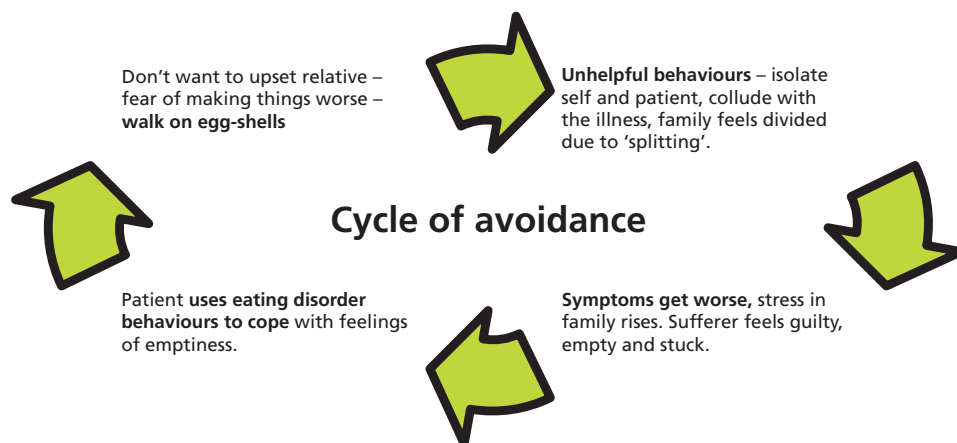 Don’t want to upset relative –
fear of making things worse –
walk on egg-shells
Unhelpful behaviours – isolate
self and patient, collude with
the illness, family feels divided
due to ‘splitting’.
Cycle of avoidance
Patient uses eating disorder
behaviours to cope with feelings
of emptiness.
Symptoms get worse, stress in
family rises. Sufferer feels guilty,
empty and stuck.